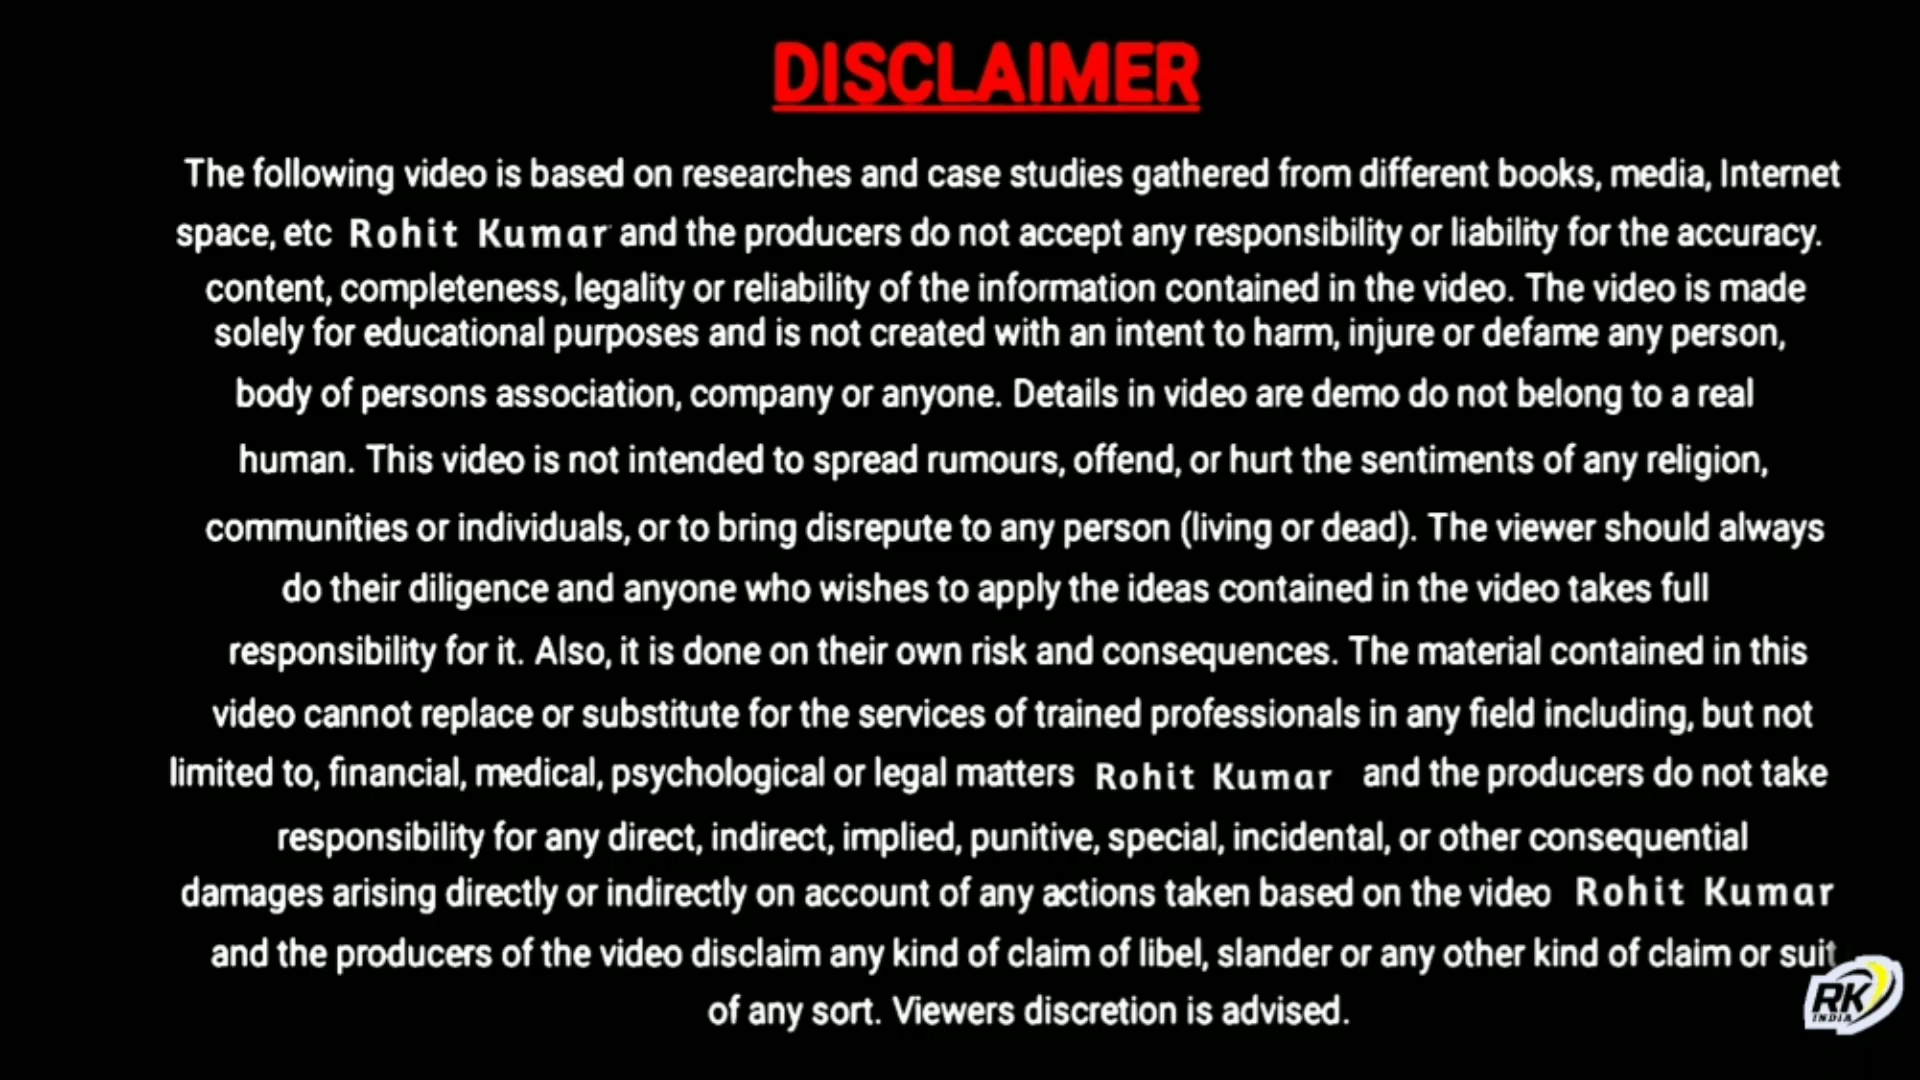 DISCLAIMER
The following video is based on researches and case studies gathered from different books, media, Internet
space, etc Rohit Kumar and the producers do not accept any responsibility or liability for the accuracy.
content, completeness, legality or reliability of the information contained in the video. The video is made
solely for educational purposes and is not created with an intent to harm, injure or defame any person,
body of persons association, company or anyone. Details in video are demo do not belong to a real
human. This video is not intended to spread rumours, offend, or hurt the sentiments of any religion,
communities or individuals, or to bring disrepute to any person (living or dead). The viewer should always
do their diligence and anyone who wishes to apply the ideas contained in the video takes full
responsibility for it. Also, it is done on their own risk and consequences. The material contained in this
video cannot replace or substitute for the services of trained professionals in any field including, but not
limited to, financial, medical, psychological or legal matters Rohit Kumar and the producers do not take
responsibility for any direct, indirect, implied, punitive, special, incidental, or other consequential
damages arising directly or indirectly on account of any actions taken based on the video Rohit Kumar
and the producers of the video disclaim any kind of claim of libel, slander or any other kind of claim or suit
of any sort. Viewers discretion is advised.
RK
INDIA